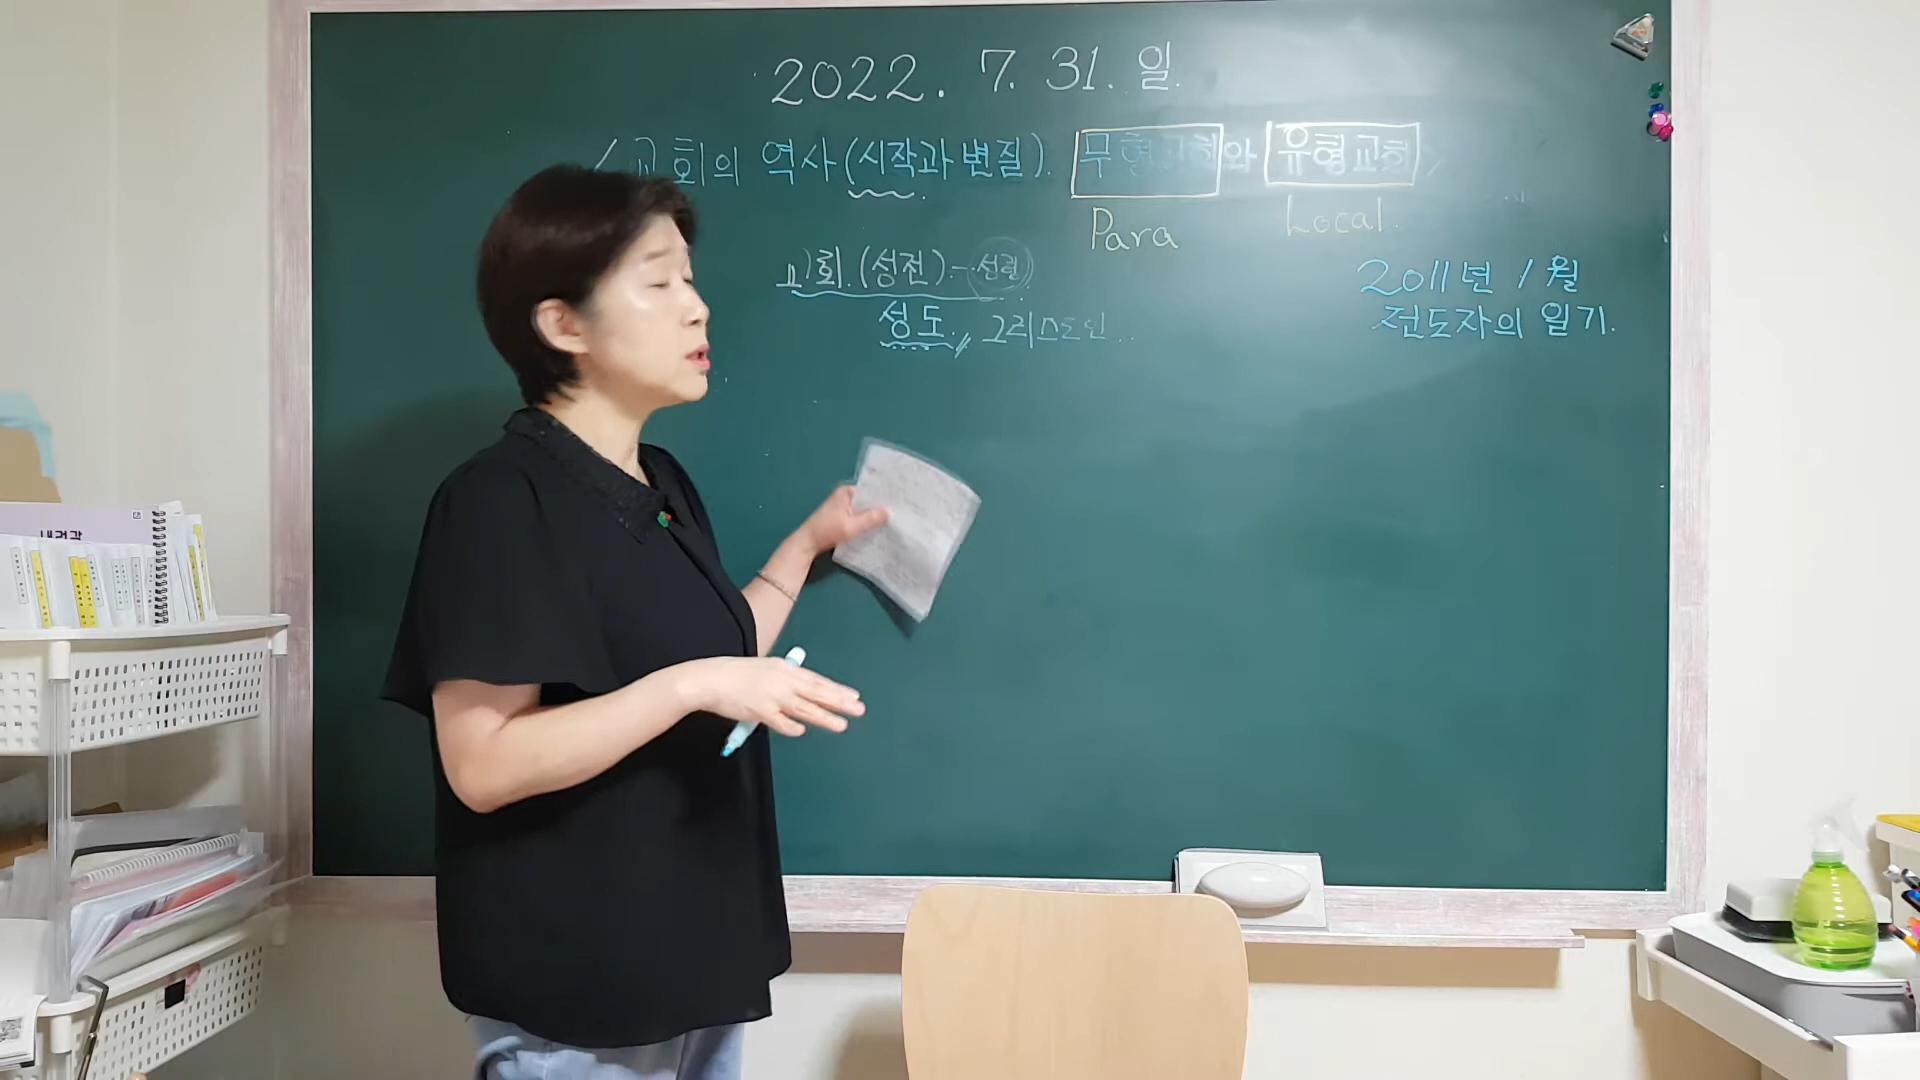 2022. 7. 31. 일.
< 교회의 역사(시작과 변질). 무형교회와 유형교회>
Para Local.
교회.(성전).-성령
성도. 그리스도인..
2011년 1월
전도자의 일기.